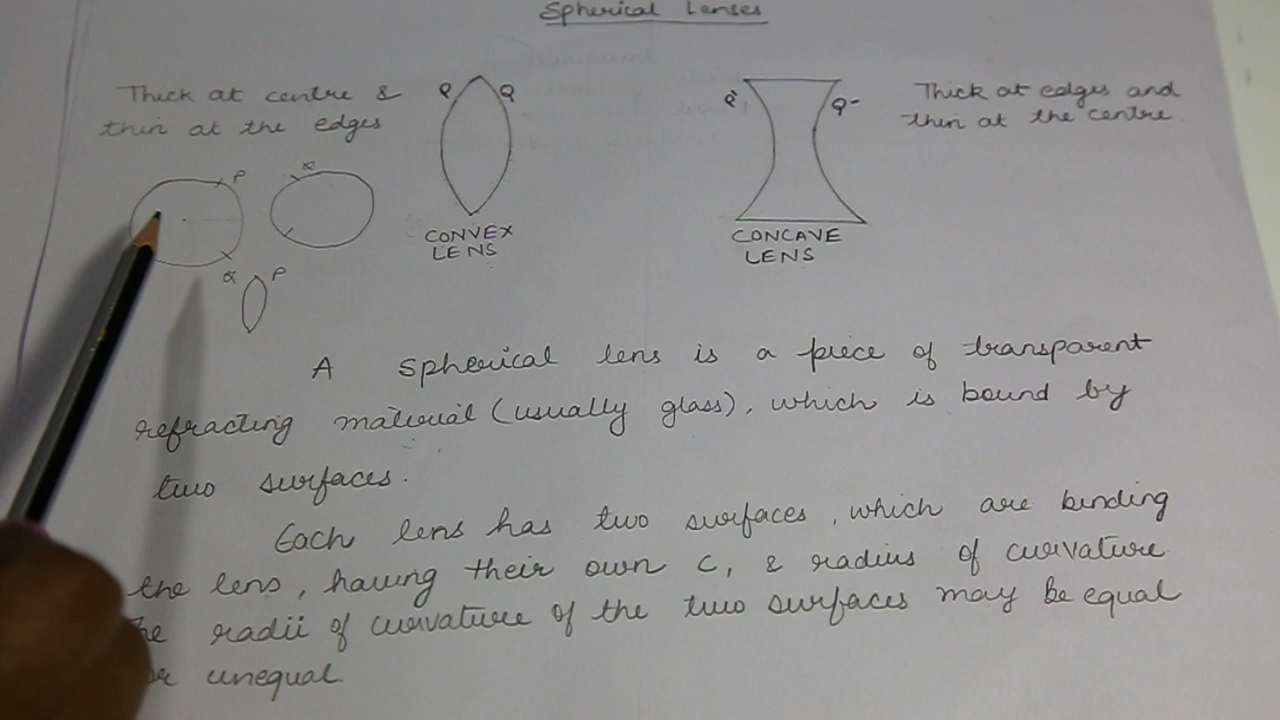 Spherical Lenses
Thick at centre &
thin at the edges
Q Q
CONVEX
LENS
Q Q
CONCAVE
LENS
Thick at edges and
thin at the centre
P
Q
Q P
A spherical lens is a piece of transparent
refracting material (usually glass), which is bound by
two surfaces.
Each lens has two surfaces, which are binding
the lens, having their own C, & radius of curvature
radii of curvature of the two surfaces may be equal
unequal.